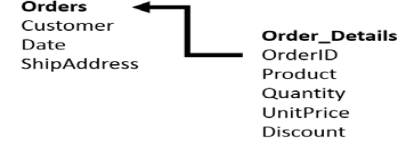 Orders
Customer
Date
ShipAddress
Order_Details
OrderID
Product
Quantity
UnitPrice
Discount